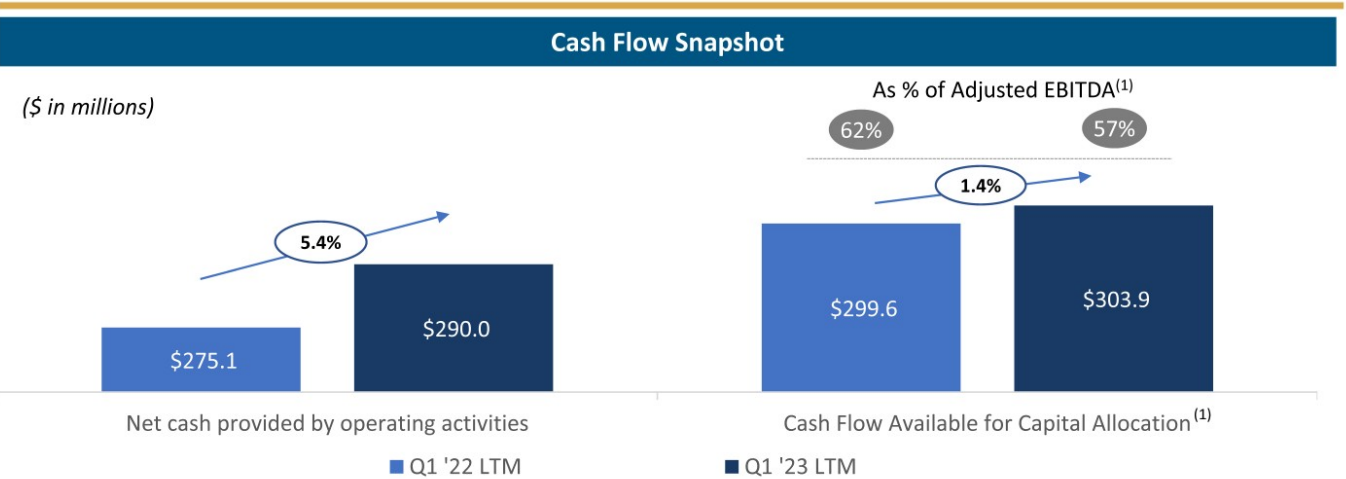 Cash Flow Snapshot
($ in millions)
As % of Adjusted EBITDA(1)
62%
57%
5.4%
1.4%
$275.1
$290.0
$299.6
$303.9
Net cash provided by operating activities
Cash Flow Available for Capital Allocation(1)
Q1 '22 LTM
Q1 '23 LTM